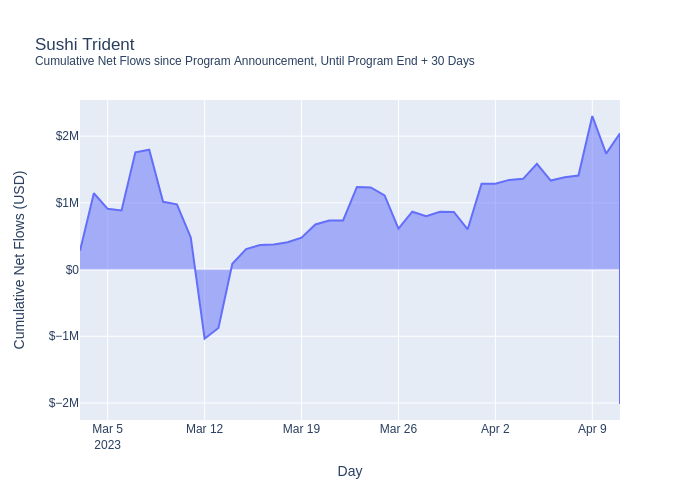 Sushi Trident
Cumulative Net Flows since Program Announcement, Until Program End + 30 Days
Cumulative Net Flows (USD)
$2M
$1M
$0
$−1M
$−2M
Mar 5
2023
Mar 12
Mar 19
Mar 26
Apr 2
Apr 9
Day